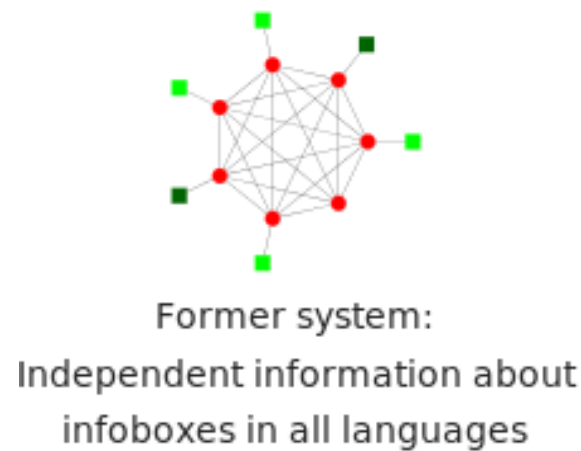 Former system:
Independent information about
infoboxes in all languages